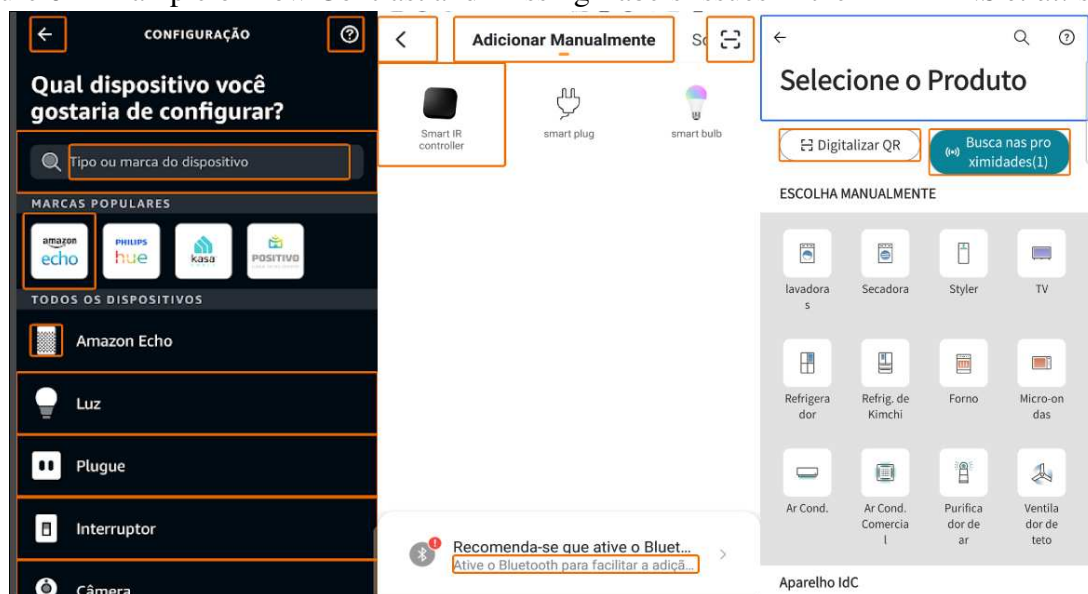 CONFIGURAÇÃO
Qual dispositivo você
gostaria de configurar?
Tipo ou marca do dispositivo
MARCAS POPULARES
amazon
echo
PHILIPS
hue
kasa
POSITIVO
TODOS OS DISPOSITIVOS
Amazon Echo
Luz
Plugue
Interruptor
Câmera
Adicionar Manualmente
Smart IR
controller
smart plug
smart bulb
Recomenda-se que ative o Bluet...
Ative o Bluetooth para facilitar a adiçã...
Selecione o Produto
Digitalizar QR
Busca nas pro
ximidades(1)
ESCOLHA MANUALMENTE
lavadora
s
Secadora
Styler
TV
Refrigera
dor
Refrig. de
Kimchi
Forno
Micro-on
das
Ar Cond.
Ar Cond.
Comercia
l
Purifica
dor de
ar
Ventila
dor de
teto
Aparelho IdC